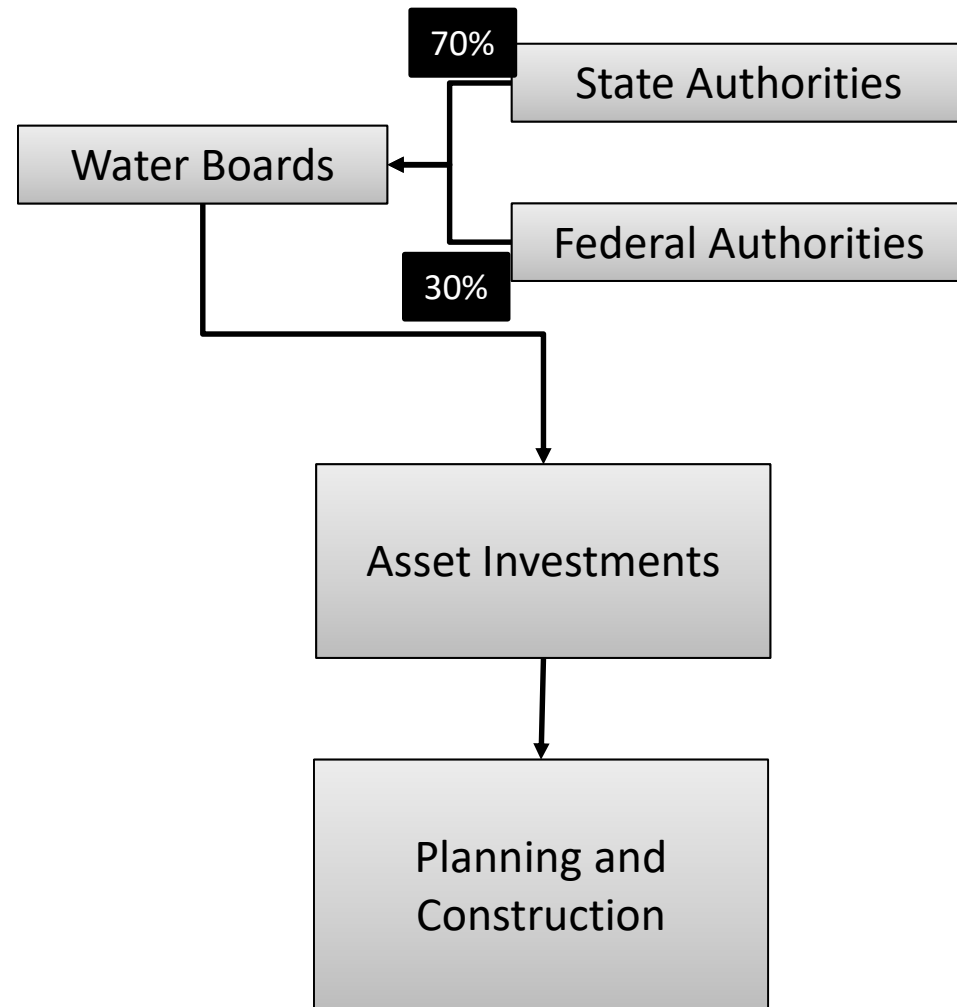 70%
State Authorities
Water Boards
Federal Authorities
30%
Asset Investments
Planning and
Construction